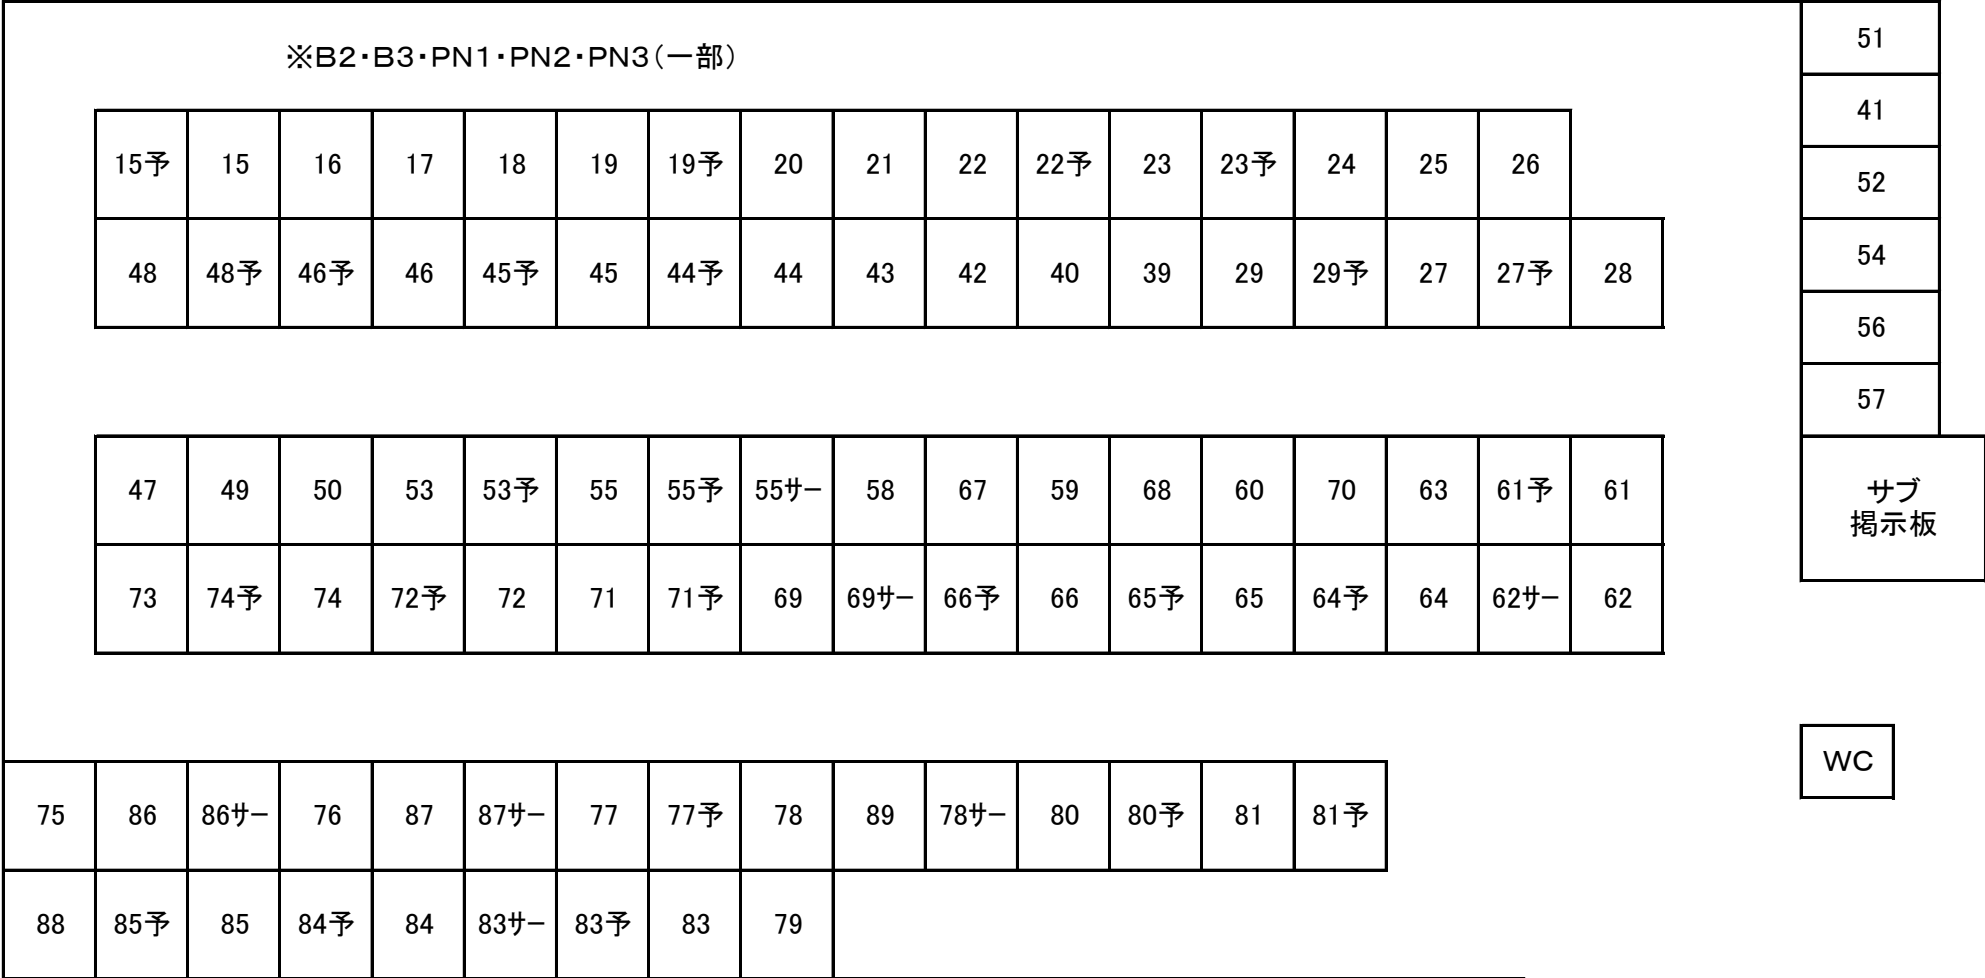 ※B2・B3・PN1・PN2・PN3(一部)
15予 15 16 17 18 19 19予 20 21 22 22予 23 23予 24 25 26
48 48予 46予 46 45予 45 44予 44 43 42 40 39 29 29予 27 27予 28
51
41
52
54
56
57
47 49 50 53 53予 55 55予 55サー 58 67 59 68 60 70 63 61予 61
サブ
掲示板
73 74予 74 72予 72 71 71予 69 69サー 66予 66 65予 65 64予 64 62サー 62
WC
75 86 86サー 76 87 87サー 77 77予 78 89 78サー 80 80予 81 81予
88 85予 85 84予 84 83サー 83予 83 79